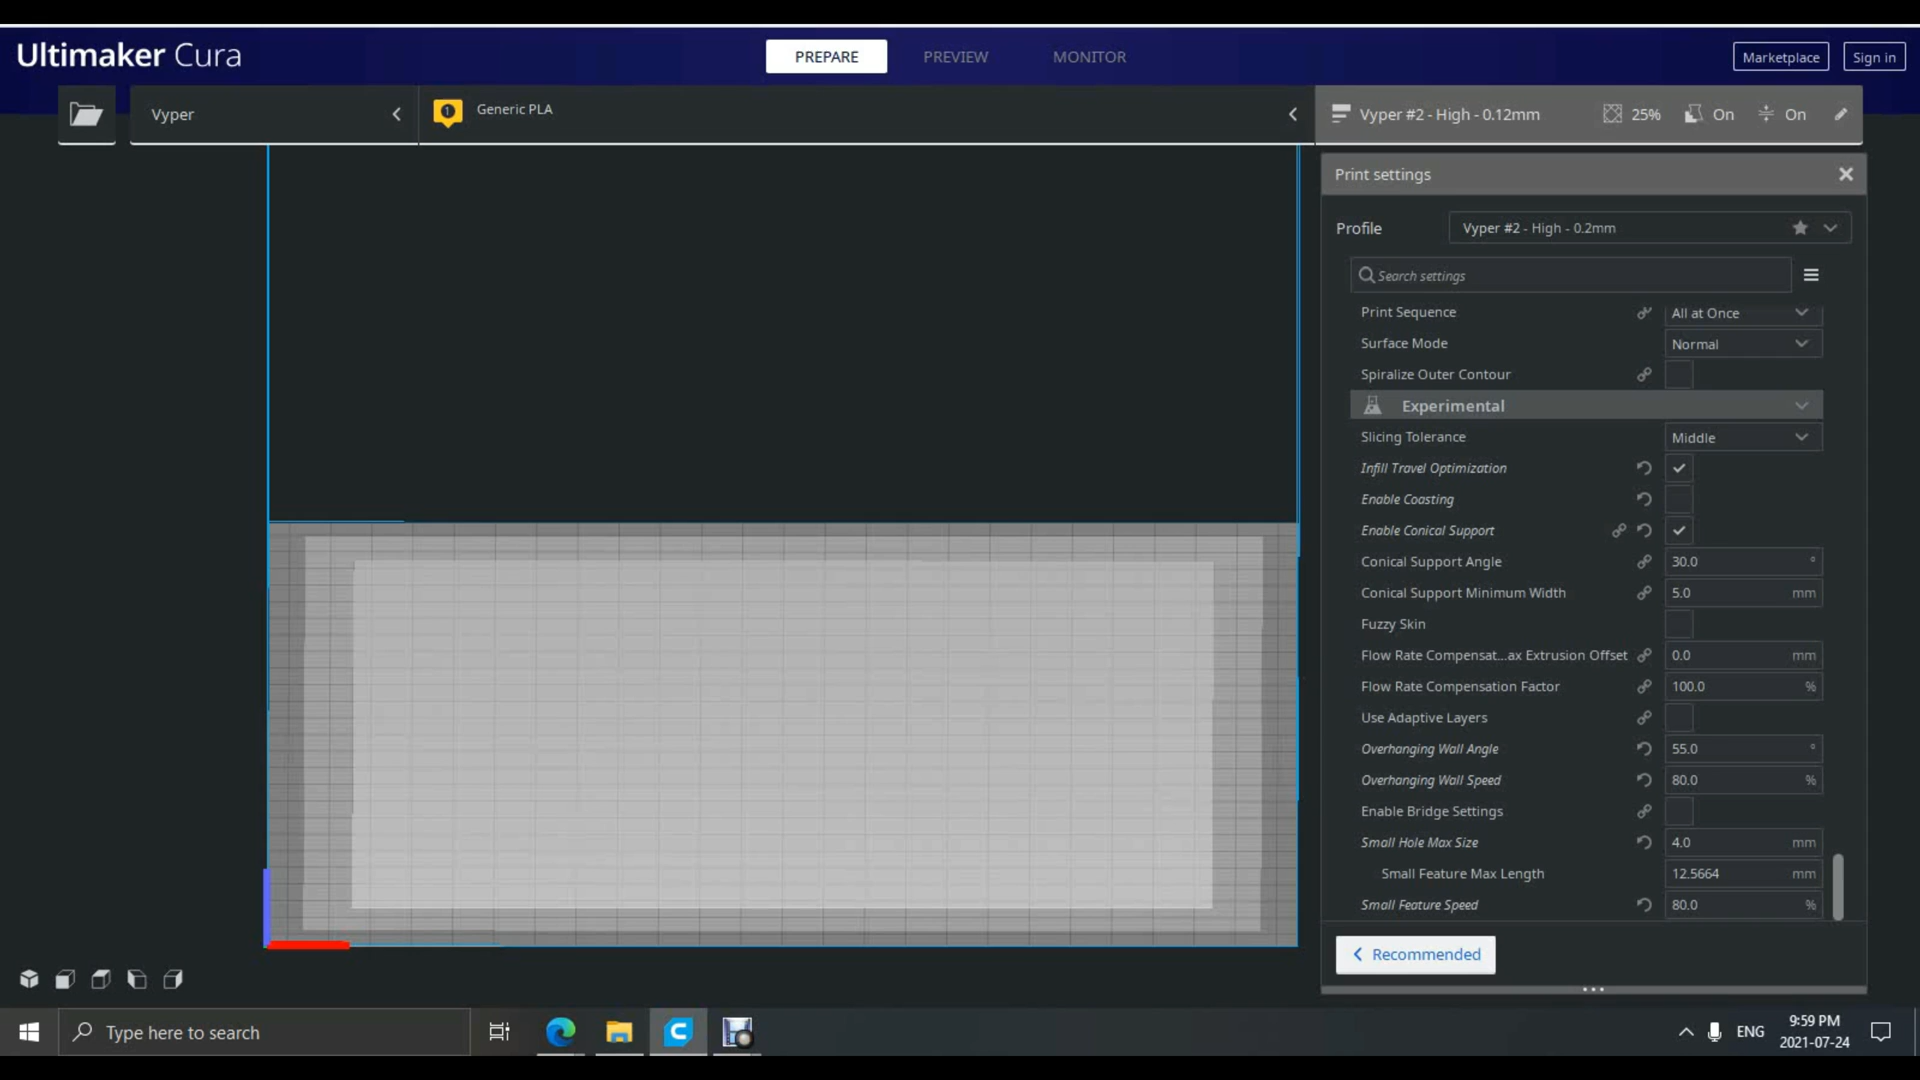 Ultimaker Cura
PREPARE
PREVIEW
MONITOR
Marketplace
Sign in
Vyper
1
Generic PLA
Vyper #2 - High - 0.12mm
25%
On
On
Print settings
Profile
Vyper #2 - High - 0.2mm
Search settings
Print Sequence
All at Once
Surface Mode
Normal
Spiralize Outer Contour
Experimental
Slicing Tolerance
Middle
Infill Travel Optimization
Enable Coasting
Enable Conical Support
Conical Support Angle
30.0 °
Conical Support Minimum Width
5.0 mm
Fuzzy Skin
Flow Rate Compensat...ax Extrusion Offset
0.0 mm
Flow Rate Compensation Factor
100.0 %
Use Adaptive Layers
Overhanging Wall Angle
55.0 °
Overhanging Wall Speed
80.0 %
Enable Bridge Settings
Small Hole Max Size
4.0 mm
Small Feature Max Length
12.5664 mm
Small Feature Speed
80.0 %
Recommended
Type here to search
ENG
9:59 PM
2021-07-24